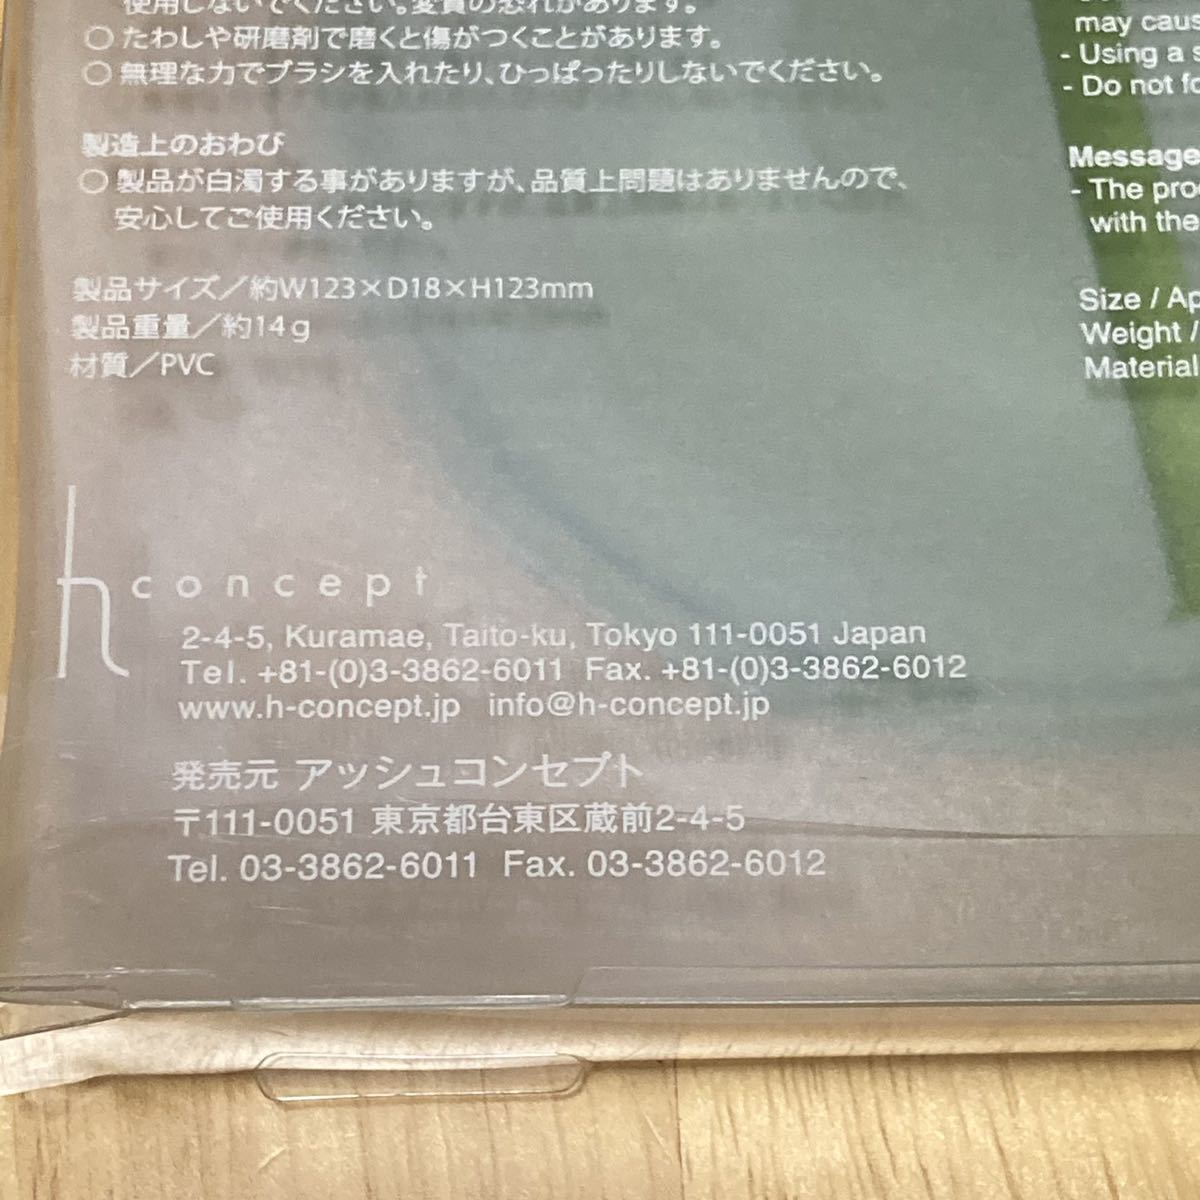 使用しないでください。変質の恐れがあります。
○ たわしや研磨剤で磨くと傷がつくことがあります。
○ 無理な力でブラシを入れたり、ひっぱったりしないでください。
製造上のおわび
○ 製品が白濁する事がありますが、品質上問題はありませんので、
安心してご使用ください。
製品サイズ／約W123×D18×H123mm
製品重量／約14g
材質／PVC
may caus
- Using a s
- Do not fo
Message
- The pro
with the
Size / Ap
Weight /
Material
h concept
2-4-5, Kuramae, Taito-ku, Tokyo 111-0051 Japan
Tel. +81-(0)3-3862-6011 Fax. +81-(0)3-3862-6012
www.h-concept.jp info@h-concept.jp
発売元 アッシュコンセプト
〒111-0051 東京都台東区蔵前2-4-5
Tel. 03-3862-6011 Fax. 03-3862-6012